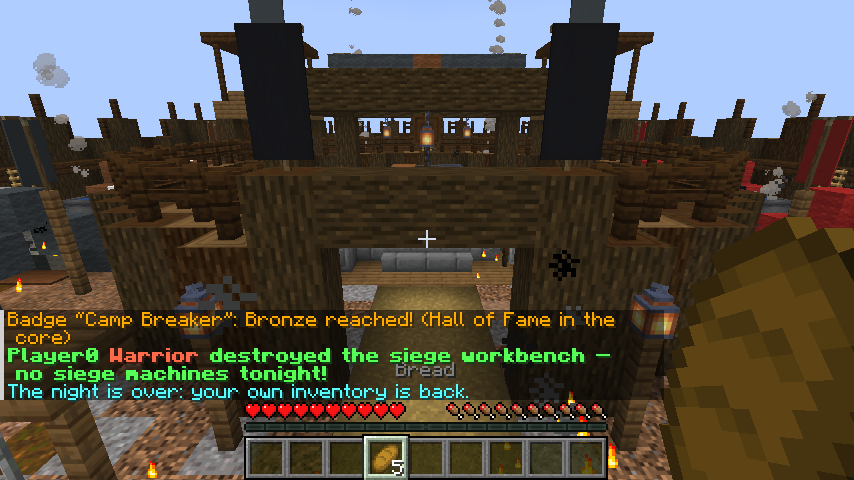 Badge "Camp Breaker": Bronze reached! (Hall of Fame in the
core)
Player0 Warrior destroyed the siege workbench —
no siege machines tonight!
Bread
The night is over: your own inventory is back.
5